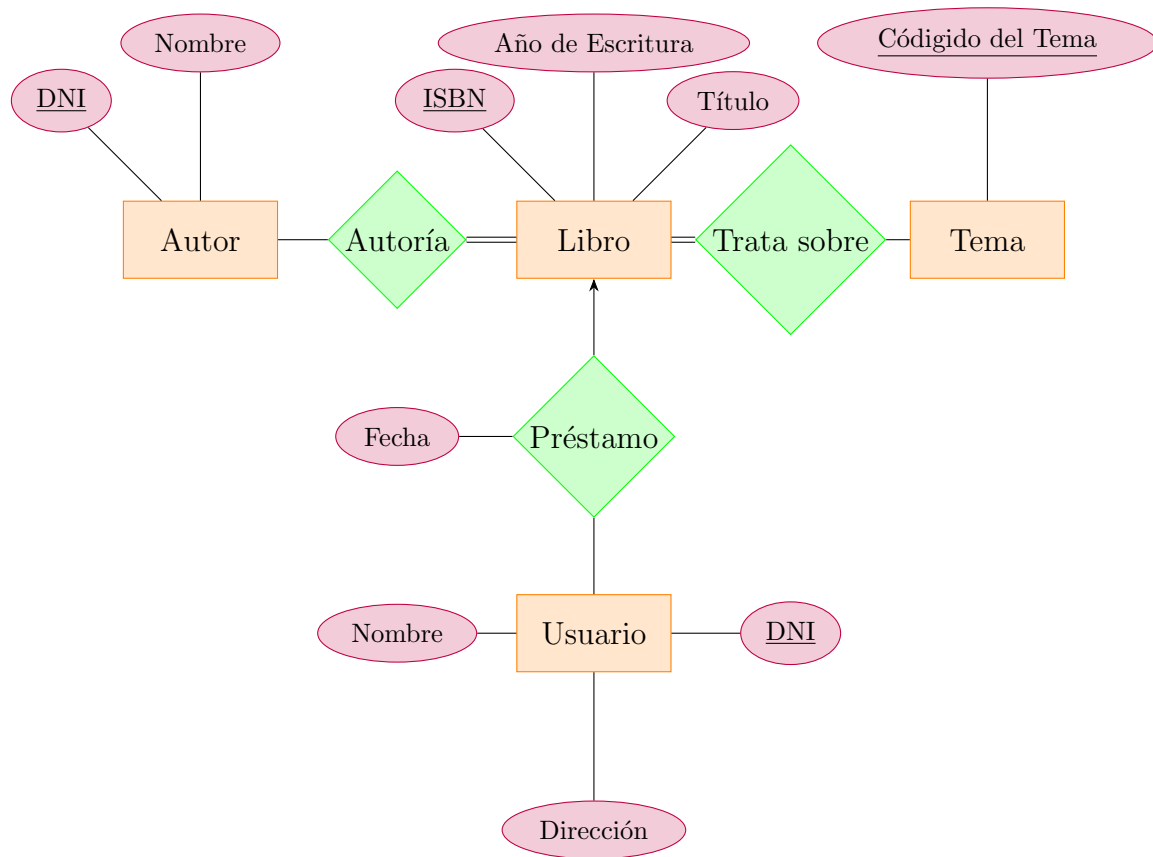 Nombre
Año de Escritura
Códigido del Tema
DNI
ISBN
Título
Autor
Autoría
Libro
Trata sobre
Tema
Fecha
Préstamo
Nombre
Usuario
DNI
Dirección